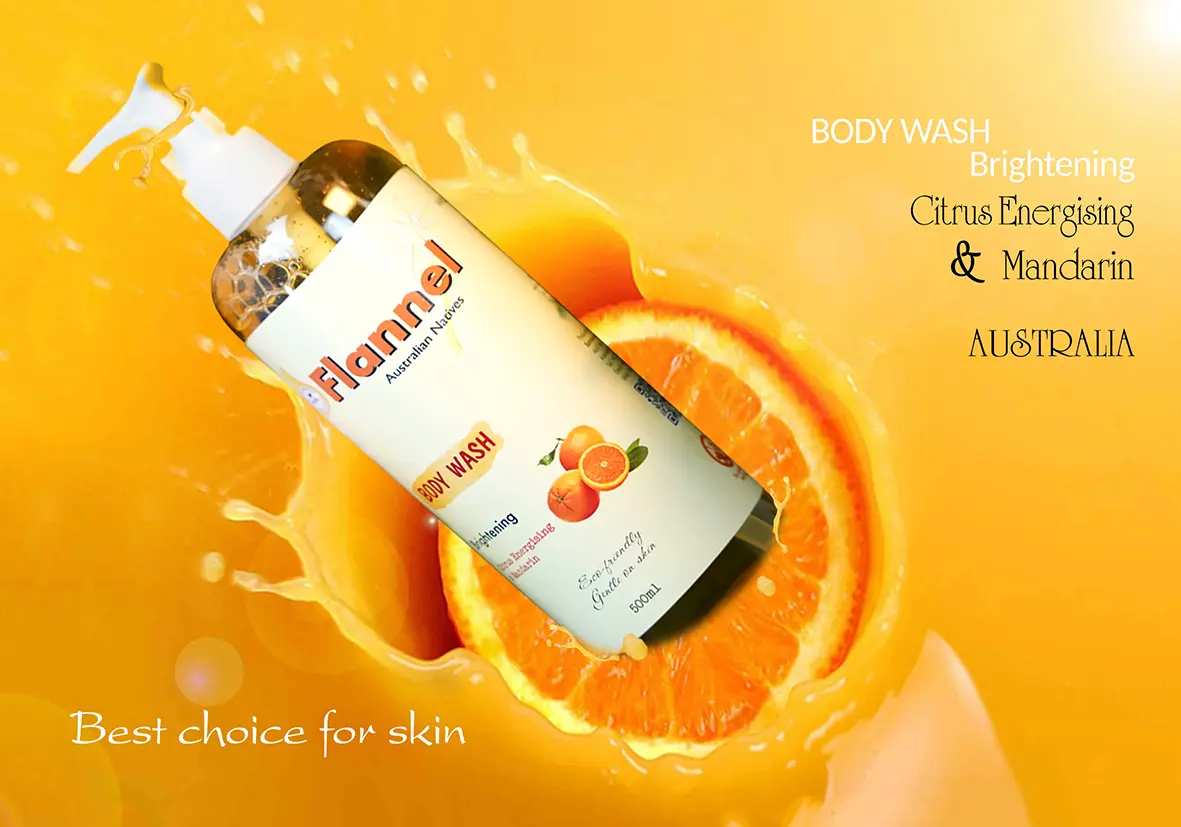 BODY WASH
Brightening
Citrus Energising
& Mandarin
AUSTRALIA
Flannel
Australian Natives
BODY WASH
Brightening
Citrus Energising
Mandarin
Eco-friendly
Gentle on skin
500ml
Best choice for skin